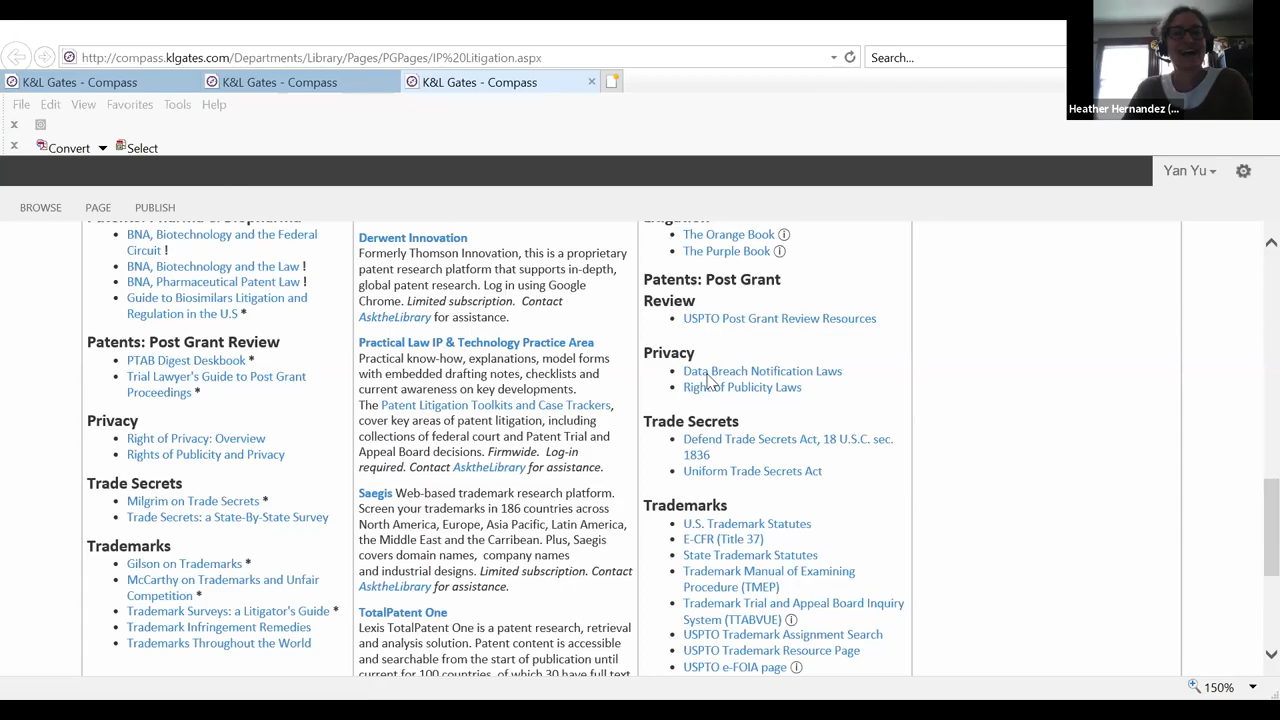 http://compass.klgates.com/Departments/Library/Pages/PGPages/IP%20Litigation.aspx
Search...
K&L Gates - Compass
K&L Gates - Compass
K&L Gates - Compass
File Edit View Favorites Tools Help
x
x Convert Select
Heather Hernandez (...
Yan Yu
BROWSE PAGE PUBLISH
BNA, Biotechnology and the Federal
Circuit !
BNA, Biotechnology and the Law !
BNA, Pharmaceutical Patent Law !
Guide to Biosimilars Litigation and
Regulation in the U.S *
Patents: Post Grant Review
PTAB Digest Deskbook *
Trial Lawyer's Guide to Post Grant
Proceedings *
Privacy
Right of Privacy: Overview
Rights of Publicity and Privacy
Trade Secrets
Milgrim on Trade Secrets *
Trade Secrets: a State-By-State Survey
Trademarks
Gilson on Trademarks *
McCarthy on Trademarks and Unfair
Competition *
Trademark Surveys: a Litigator's Guide *
Trademark Infringement Remedies
Trademarks Throughout the World
Derwent Innovation
Formerly Thomson Innovation, this is a proprietary
patent research platform that supports in-depth,
global patent research. Log in using Google
Chrome. Limited subscription. Contact
AsktheLibrary for assistance.
Practical Law IP & Technology Practice Area
Practical know-how, explanations, model forms
with embedded drafting notes, checklists and
current awareness on key developments.
The Patent Litigation Toolkits and Case Trackers,
cover key areas of patent litigation, including
collections of federal court and Patent Trial and
Appeal Board decisions. Firmwide. Log-in
required. Contact AsktheLibrary for assistance.
Saegis Web-based trademark research platform.
Screen your trademarks in 186 countries across
North America, Europe, Asia Pacific, Latin America,
the Middle East and the Carribean. Plus, Saegis
covers domain names, company names
and industrial designs. Limited subscription. Contact
AsktheLibrary for assistance.
TotalPatent One
Lexis TotalPatent One is a patent research, retrieval
and analysis solution. Patent content is accessible
and searchable from the start of publication until
current for 100 countries, of which 30 have full text
Litigation
The Orange Book
The Purple Book
Patents: Post Grant
Review
USPTO Post Grant Review Resources
Privacy
Data Breach Notification Laws
Right of Publicity Laws
Trade Secrets
Defend Trade Secrets Act, 18 U.S.C. sec.
1836
Uniform Trade Secrets Act
Trademarks
U.S. Trademark Statutes
E-CFR (Title 37)
State Trademark Statutes
Trademark Manual of Examining
Procedure (TMEP)
Trademark Trial and Appeal Board Inquiry
System (TTABVUE)
USPTO Trademark Assignment Search
USPTO Trademark Resource Page
USPTO e-FOIA page
150%